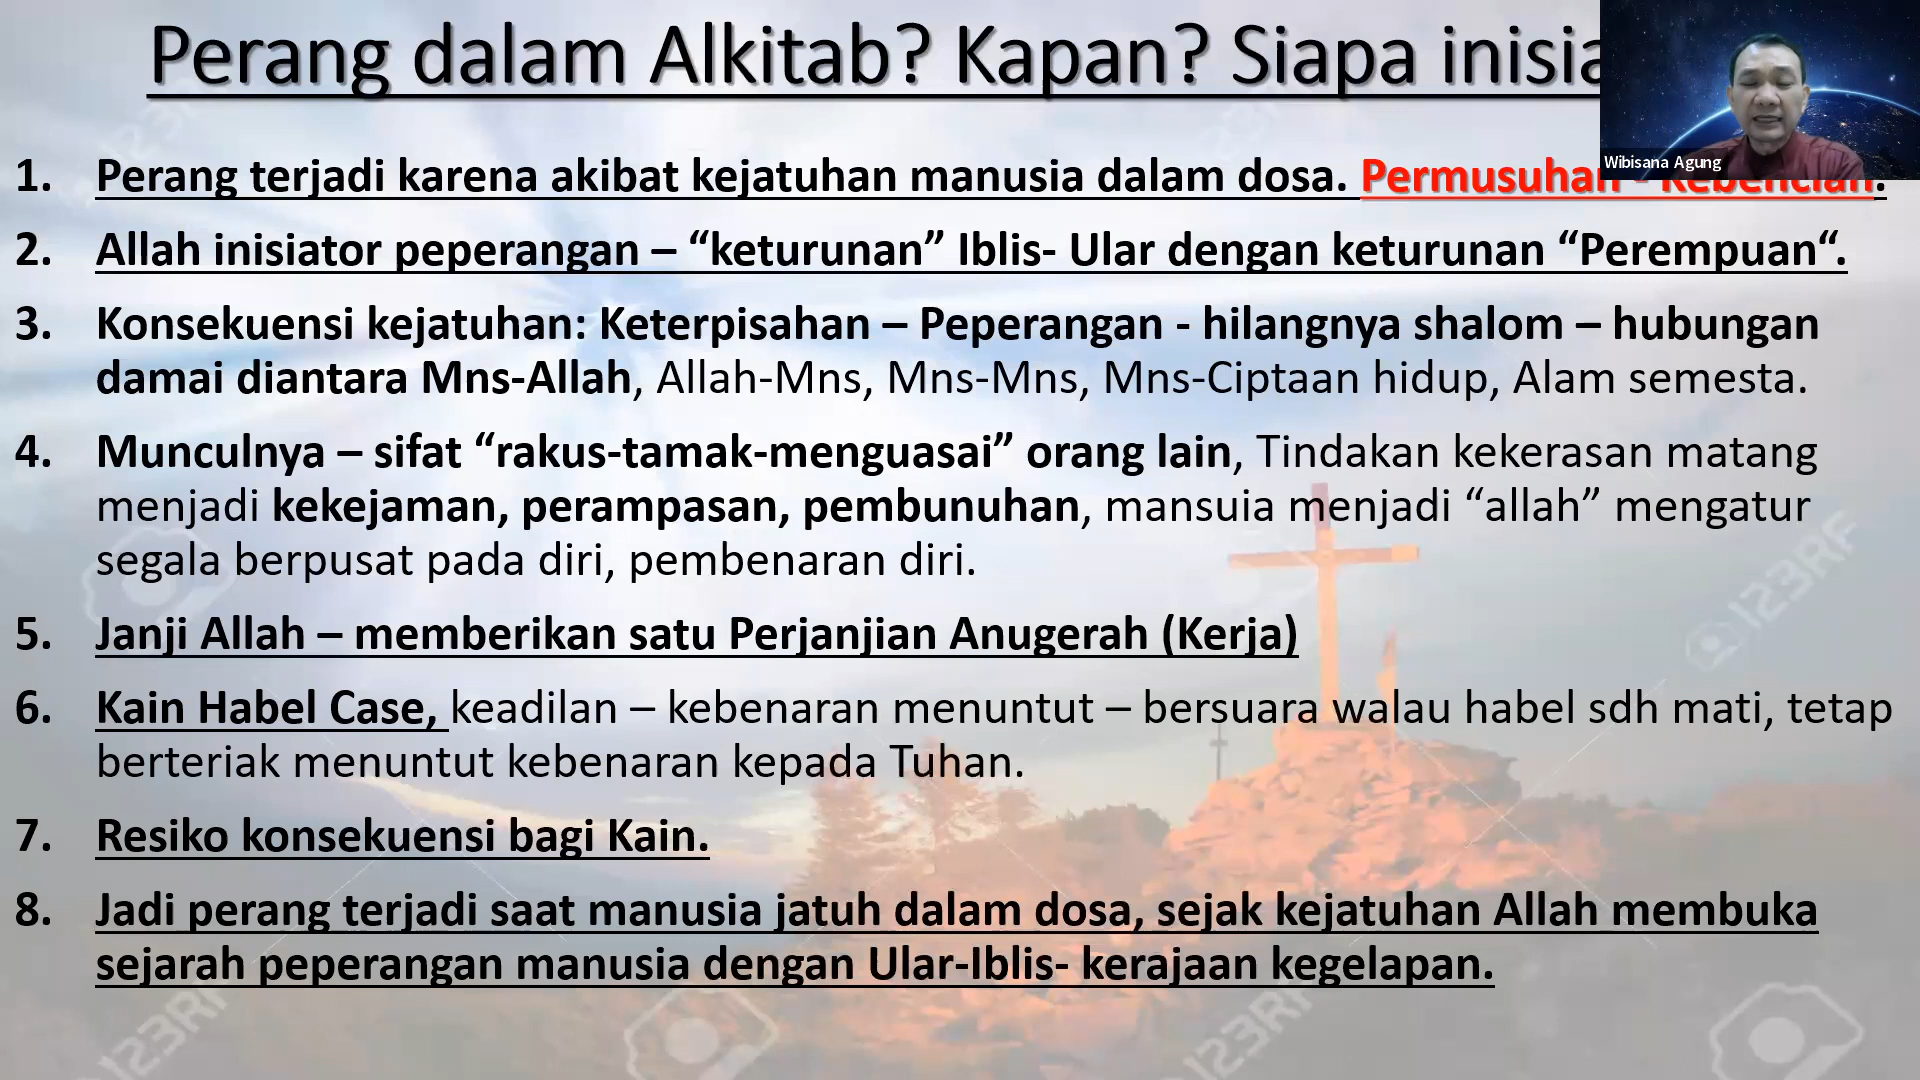 Perang dalam Alkitab? Kapan? Siapa
Wibisana Agung
1. Perang terjadi karena akibat kejatuhan manusia dalam dosa. Permusuhan - Kebencian.
2. Allah inisiator peperangan – “keturunan” Iblis- Ular dengan keturunan “Perempuan“.
3. Konsekuensi kejatuhan: Keterpisahan – Peperangan - hilangnya shalom – hubungan
damai diantara Mns-Allah, Allah-Mns, Mns-Mns, Mns-Ciptaan hidup, Alam semesta.
4. Munculnya – sifat “rakus-tamak-menguasai” orang lain, Tindakan kekerasan matang
menjadi kekejaman, perampasan, pembunuhan, mansuia menjadi “allah” mengatur
segala berpusat pada diri, pembenaran diri.
5. Janji Allah – memberikan satu Perjanjian Anugerah (Kerja)
6. Kain Habel Case, keadilan – kebenaran menuntut – bersuara walau habel sdh mati, tetap
berteriak menuntut kebenaran kepada Tuhan.
7. Resiko konsekuensi bagi Kain.
8. Jadi perang terjadi saat manusia jatuh dalam dosa, sejak kejatuhan Allah membuka
sejarah peperangan manusia dengan Ular-Iblis- kerajaan kegelapan.
123RF
123RF
123RF